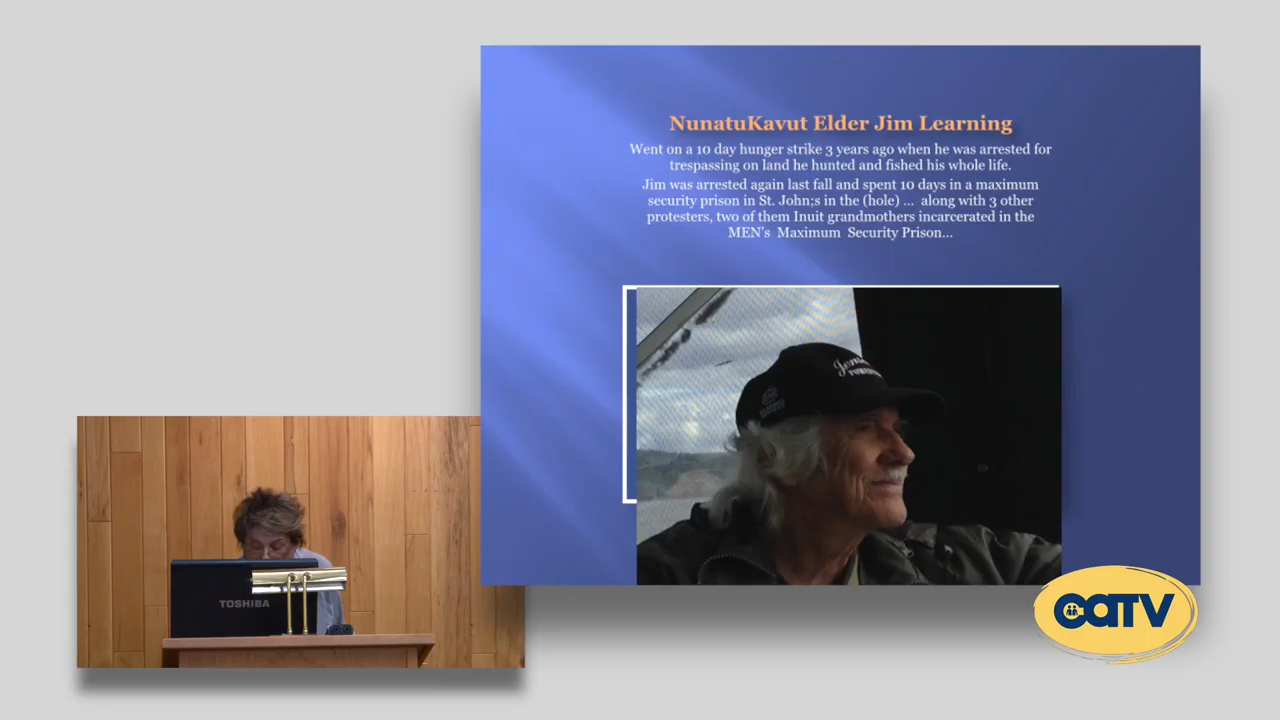 NunatuKavut Elder Jim Learning
Went on a 10 day hunger strike 3 years ago when he was arrested for
trespassing on land he hunted and fished his whole life.
Jim was arrested again last fall and spent 10 days in a maximum
security prison in St. John;s in the (hole) ... along with 3 other
protesters, two of them Inuit grandmothers incarcerated in the
MEN's Maximum Security Prison...
TOSHIBA
CATV